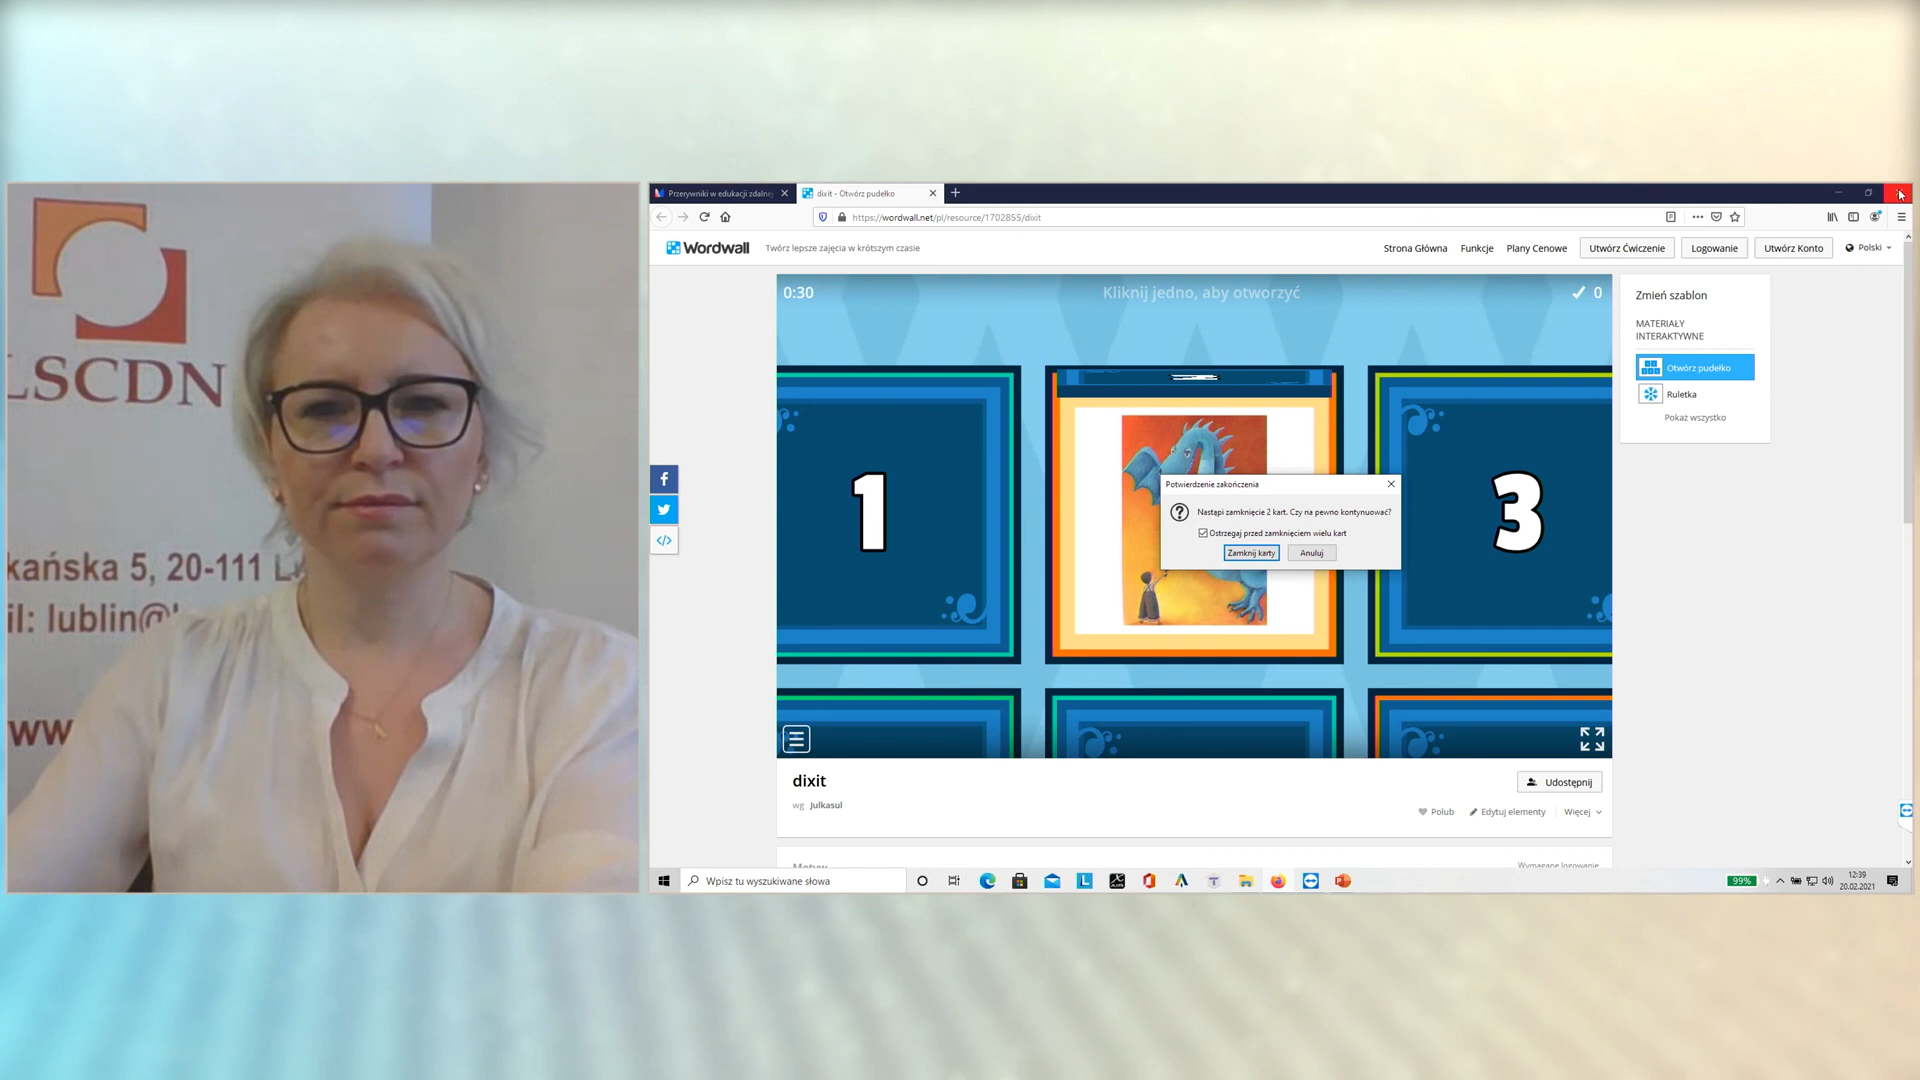 LSCDN
kańska 5, 20-111 L
il: lublin@
ww
Przerywniki w edukacji zdalnej
dixit - Otwórz pudełko
https://wordwall.net/pl/resource/1702855/dixit
Wordwall
Twórz lepsze zajęcia w krótszym czasie
Strona Główna
Funkcje
Plany Cenowe
Utwórz Ćwiczenie
Logowanie
Utwórz Konto
Polski
0:30
Kliknij jedno, aby otworzyć
0
Zmień szablon
MATERIAŁY
INTERAKTYWNE
Otwórz pudełko
Ruletka
Pokaż wszystko
1
3
Potwierdzenie zakończenia
Nastąpi zamknięcie 2 kart. Czy na pewno kontynuować?
Ostrzegaj przed zamknięciem wielu kart
Zamknij karty
Anuluj
dixit
wg Julkasul
Udostępnij
Polub
Edytuj elementy
Więcej
Motyw
Wymagane logowanie
Wpisz tu wyszukiwane słowa
99%
12:39
20.02.2021